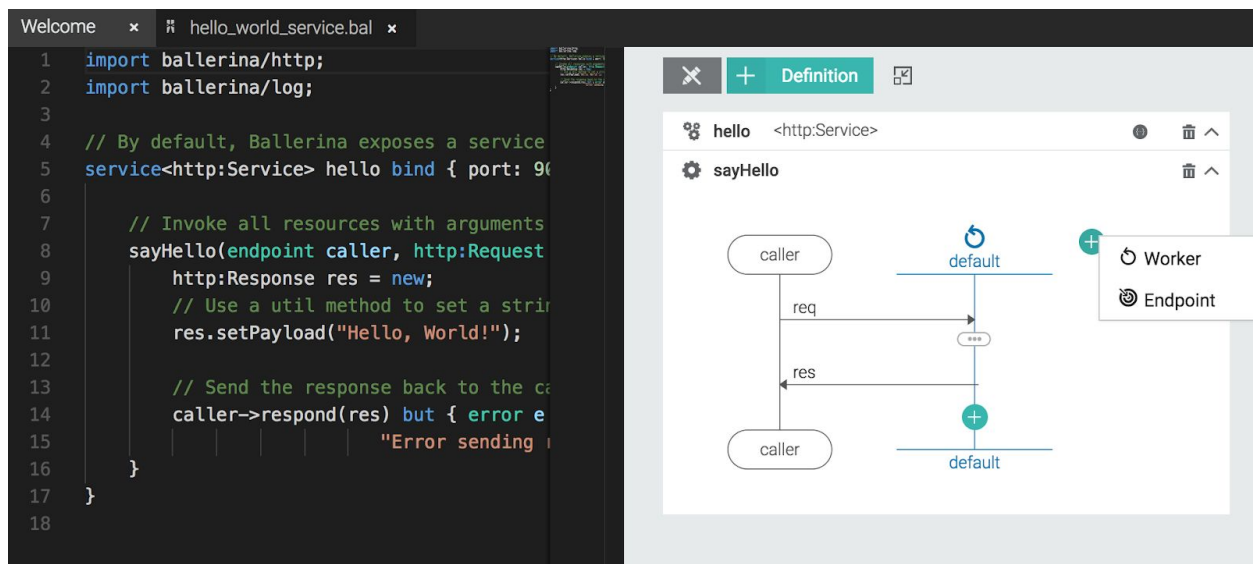 Welcome × hello_world_service.bal ×
1 import ballerina/http;
2 import ballerina/log;
3
4 // By default, Ballerina exposes a service
5 service<http:Service> hello bind { port: 9
6
7 // Invoke all resources with arguments
8 sayHello(endpoint caller, http:Request
9 http:Response res = new;
10 // Use a util method to set a strin
11 res.setPayload("Hello, World!");
12
13 // Send the response back to the ca
14 caller->respond(res) but { error e
15 "Error sending
16 }
17 }
18
+ Definition
hello <http:Service>
sayHello
caller
default
Worker
Endpoint
req
res
caller
default